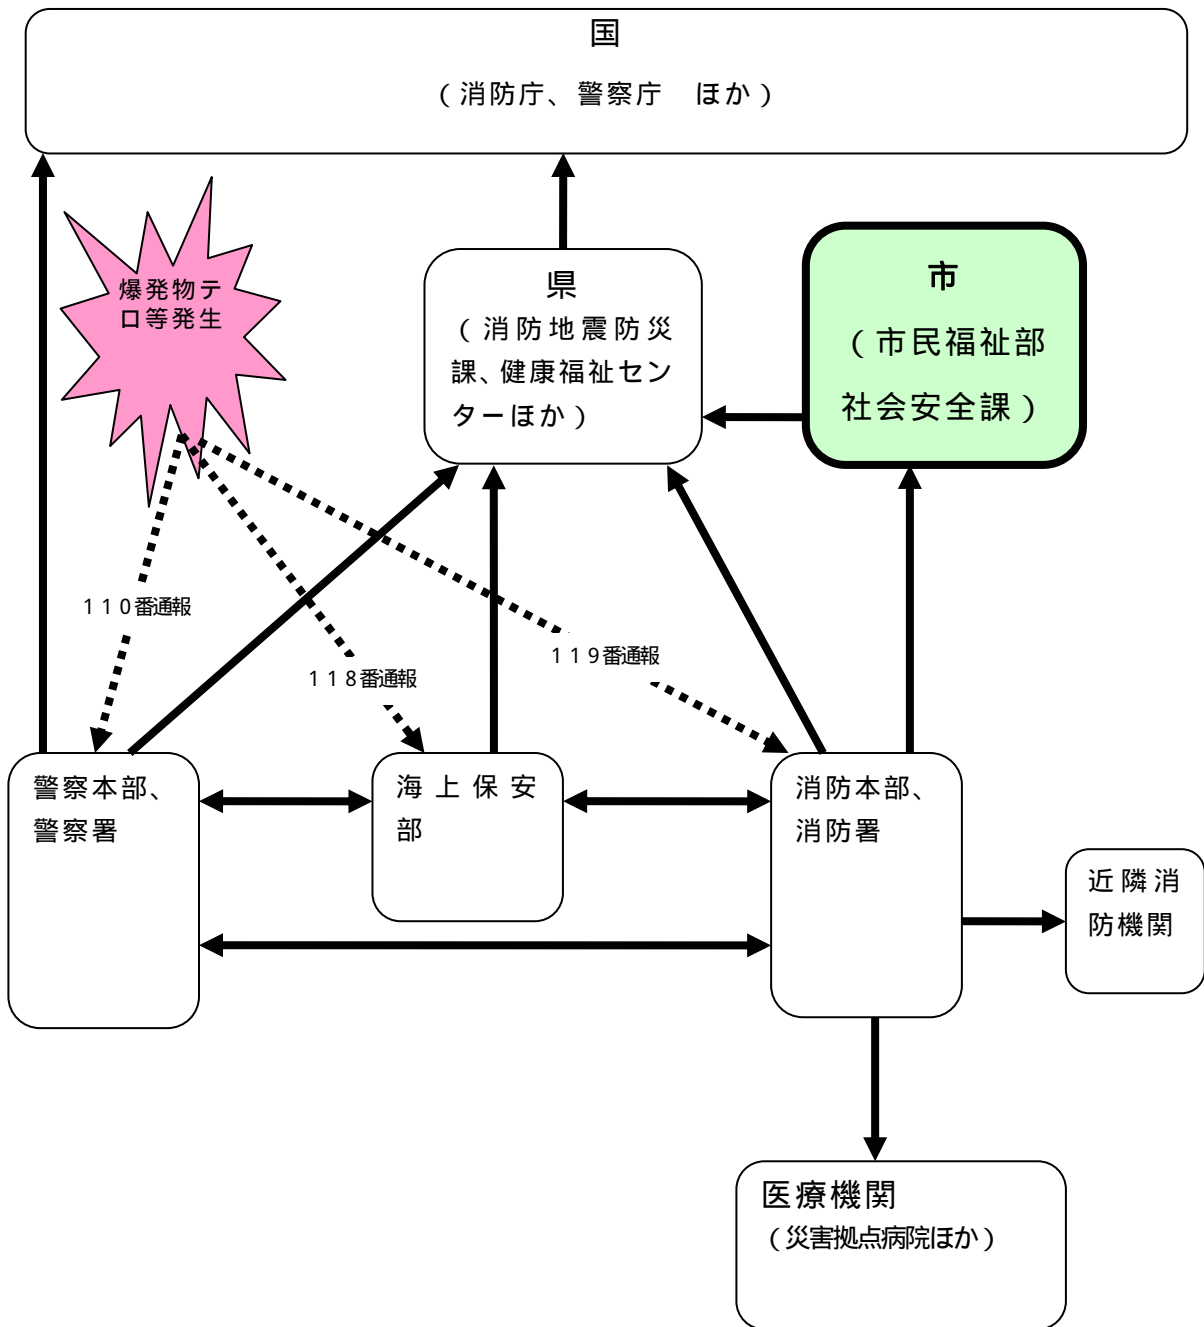 国
（消防庁、警察庁　ほか）
爆発物テ
ロ等発生
県
（消防地震防災
課、健康福祉セン
ターほか）
市
（市民福祉部
社会安全課）
１１０番通報
１１８番通報
１１９番通報
警察本部、
警察署
海上保安
部
消防本部、
消防署
近隣消
防機関
医療機関
（災害拠点病院ほか）